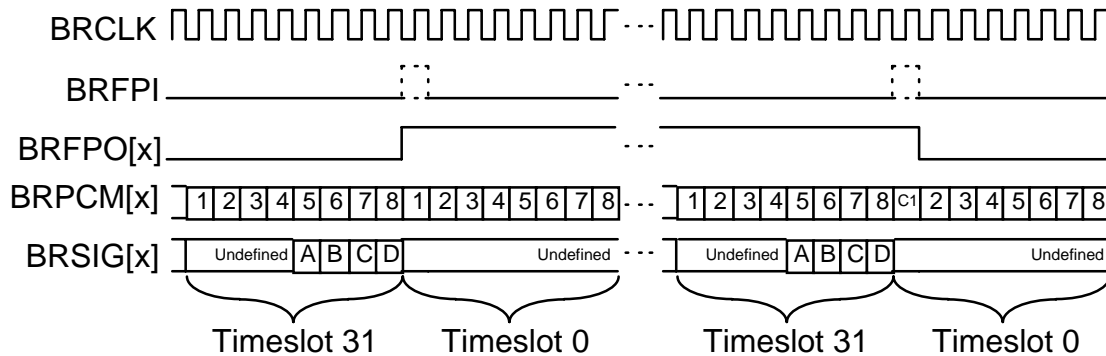 BRCLK
BRFPI
BRFPO[x]
BRPCM[x] 1 2 3 4 5 6 7 8 1 2 3 4 5 6 7 8 1 2 3 4 5 6 7 8 C1 2 3 4 5 6 7 8
BRSIG[x] Undefined A B C D Undefined Undefined A B C D Undefined
Timeslot 31 Timeslot 0 Timeslot 31 Timeslot 0